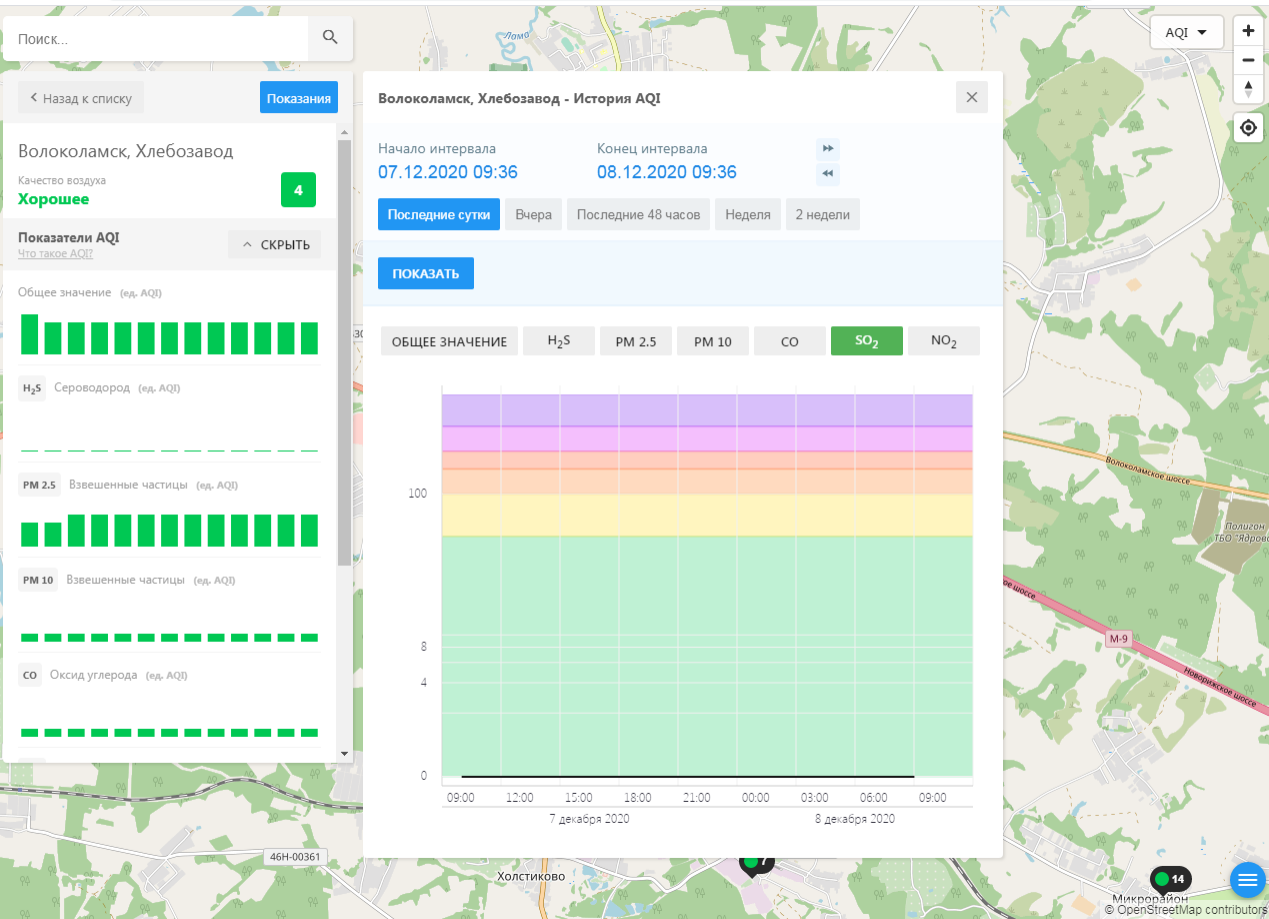 Поиск...
Назад к списку
Показания
Волоколамск, Хлебозавод
Качество воздуха
Хорошее
4
Показатели AQI
Что такое AQI?
СКРЫТЬ
Общее значение (ед. AQI)
H₂S Сероводород (ед. AQI)
PM 2.5 Взвешенные частицы (ед. AQI)
PM 10 Взвешенные частицы (ед. AQI)
CO Оксид углерода (ед. AQI)
Волоколамск, Хлебозавод - История AQI
Начало интервала
07.12.2020 09:36
Конец интервала
08.12.2020 09:36
Последние сутки Вчера Последние 48 часов Неделя 2 недели
ПОКАЗАТЬ
ОБЩЕЕ ЗНАЧЕНИЕ H₂S PM 2.5 PM 10 CO SO₂ NO₂
100
8
4
0
09:00 12:00 15:00 18:00 21:00 00:00 03:00 06:00 09:00
7 декабря 2020 8 декабря 2020
AQI
Лама
Волоколамское шоссе
Полигон
ТБО "Ядрово
кое шоссе
М-9
Новорижское шоссе
46Н-00361
Холстиково
7
14
Микрорайон
© OpenStreetMap contributors